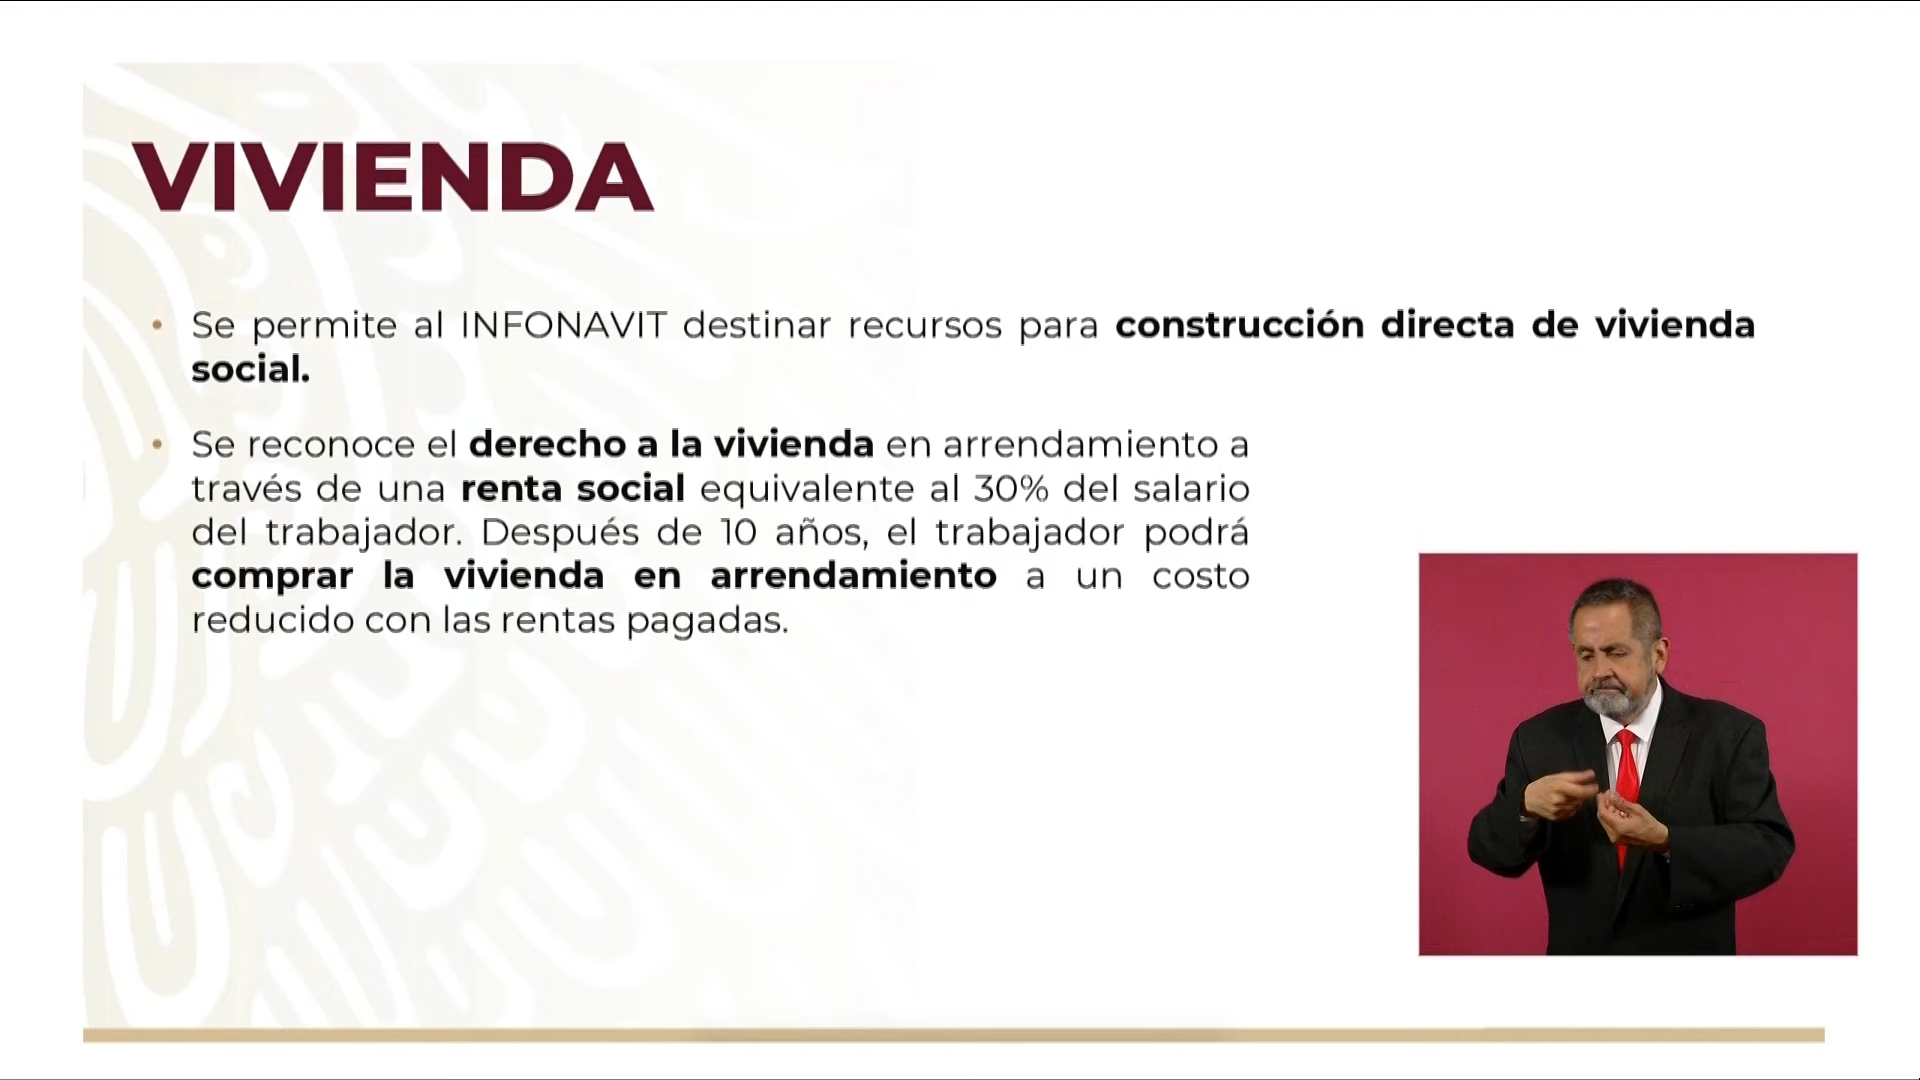 VIVIENDA
• Se permite al INFONAVIT destinar recursos para construcción directa de vivienda
social.
• Se reconoce el derecho a la vivienda en arrendamiento a
través de una renta social equivalente al 30% del salario
del trabajador. Después de 10 años, el trabajador podrá
comprar la vivienda en arrendamiento a un costo
reducido con las rentas pagadas.